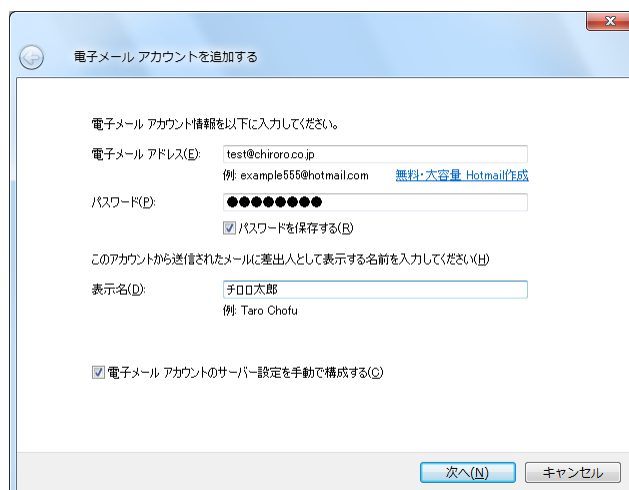 電子メール アカウントを追加する
電子メール アカウント情報を以下に入力してください。
電子メール アドレス(E): test@chiroro.co.jp
例: example555@hotmail.com 無料・大容量 Hotmail作成
パスワード(P): ●●●●●●●●
パスワードを保存する(R)
このアカウントから送信されたメールに差出人として表示する名前を入力してください(H)
表示名(D): チロロ太郎
例: Taro Chofu
電子メール アカウントのサーバー設定を手動で構成する(C)
次へ(N) キャンセル